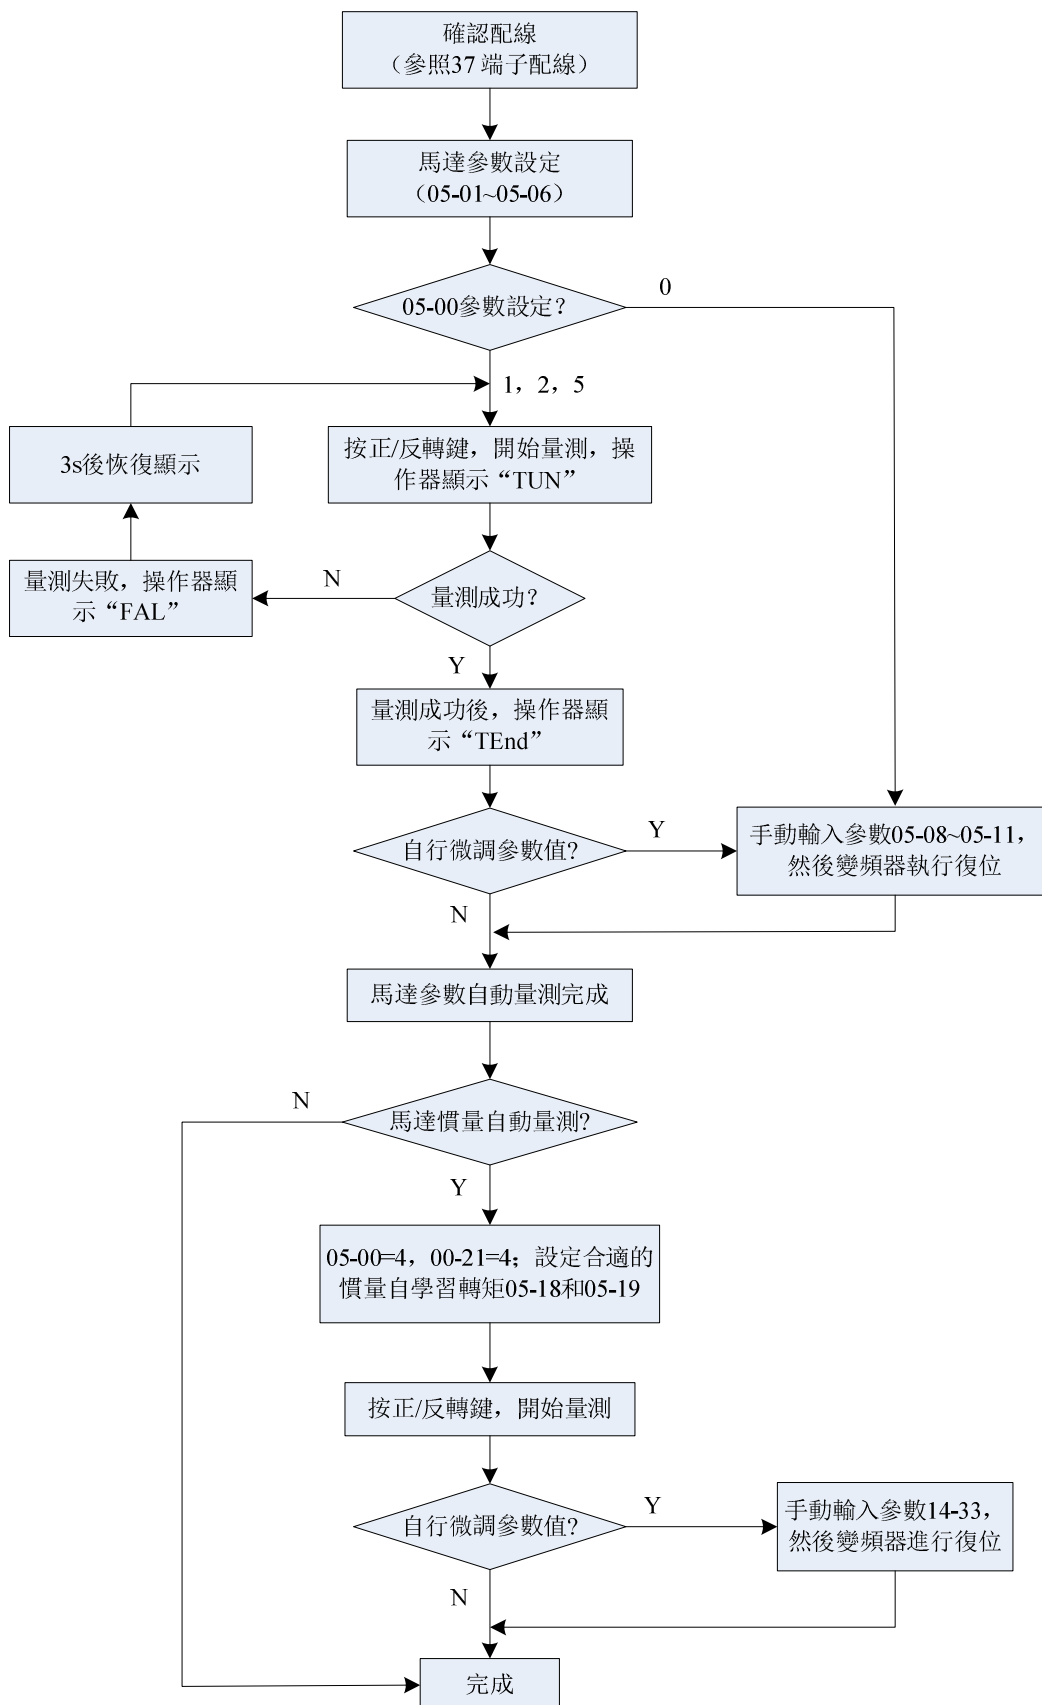 確認配線
（參照37 端子配線）
馬達參數設定
（05-01~05-06）
05-00參數設定？
0
1，2，5
按正/反轉鍵，開始量測，操
作器顯示“TUN”
3s後恢復顯示
量測成功？
N
量測失敗，操作器顯
示“FAL”
Y
量測成功後，操作器顯
示“TEnd”
自行微調參數值?
Y
手動輸入參數05-08~05-11，
然後變頻器執行復位
N
馬達參數自動量測完成
馬達慣量自動量測?
N
Y
05-00=4，00-21=4；設定合適的
慣量自學習轉矩05-18和05-19
按正/反轉鍵，開始量測
自行微調參數值?
Y
手動輸入參數14-33，
然後變頻器進行復位
N
完成